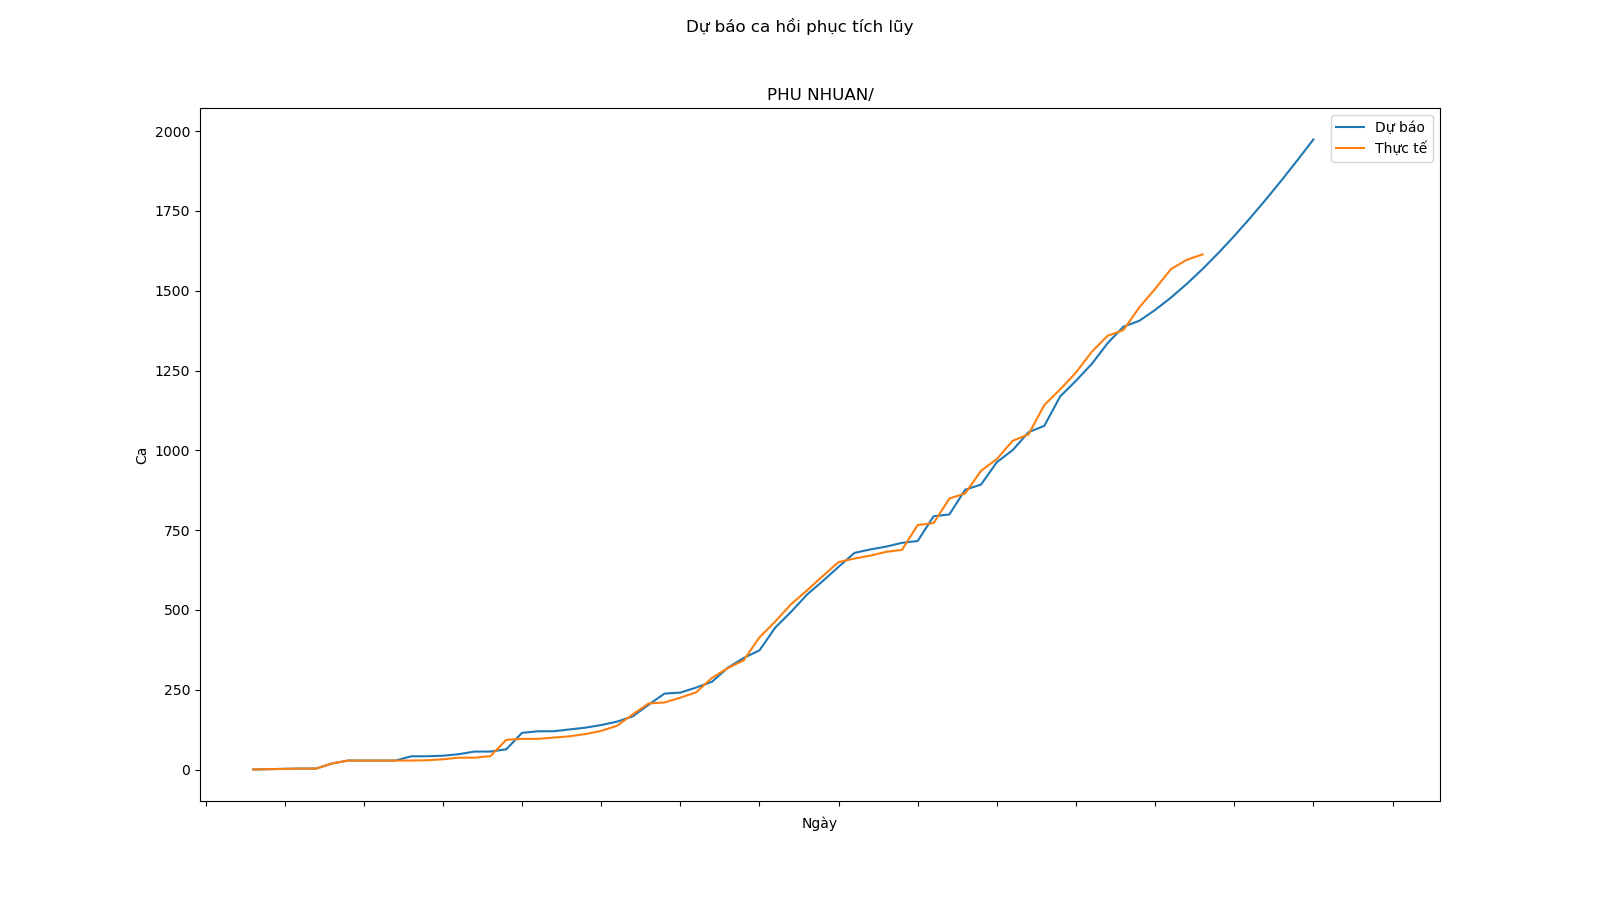 Dự báo ca hồi phục tích lũy
PHU NHUAN/
Dự báo
Thực tế
2000
1750
1500
1250
1000
750
500
250
0
Ca
Ngày